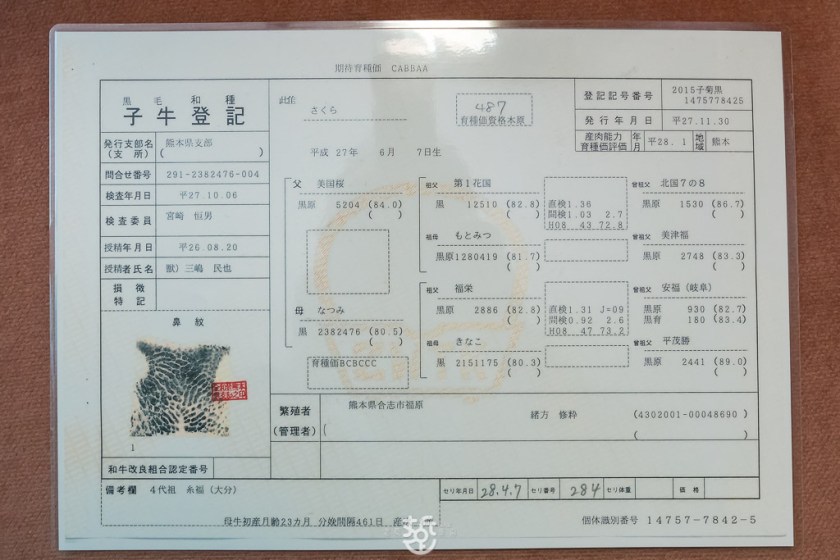 期待育種価 CABBAA
黒毛和種
子牛登記
此位 さくら
487
育種価資格本原
平成 27年 6月 7日生
登記記号番号 2015子菊黒 1475778425
発行年月日 平27.11.30
産肉能力育種価評価 年月 平28.1 地域 熊本
発行支部名(支所) 熊本県支部
( )
問合せ番号 291-2382476-004
検査年月日 平27.10.06
検査委員 宮崎 恒男
授精年月日 平26.08.20
授精者氏名 獣)三嶋 民也
損徴特記
鼻紋
1
父 美国桜
黒原 5204 (84.0)
( )
母 なつみ
黒 2382476 (80.5)
( )
育種価BCBCCC
祖父 第1花国
黒 12510 (82.8)
( )
直検1.36
間検1.03 2.7
H08 43 72.8
祖母 もとみつ
黒原1280419 (81.7)
( )
祖父 福栄
黒原 2886 (82.8)
( )
直検1.31 J=09
間検0.92 2.6
H08 47 73.2
祖母 きなこ
黒 2151175 (80.3)
( )
曾祖父 北国7の8
黒原 1530 (86.7)
( )
曾祖父 美津福
黒原 2748 (83.3)
( )
曾祖父 安福(岐阜)
黒原 930 (82.7)
黒育 180 (83.4)
曾祖父 平茂勝
黒原 2441 (89.0)
( )
繁殖者 熊本県合志市福原
緒方 修粋 (4302001-00048690 )
(管理者) (
( )
和牛改良組合認定番号
備考欄 4代祖 糸福(大分)
母牛初産月齢23カ月 分娩間隔461日 産
セリ年月日 28.4.7 セリ番号 284 セリ体重 価格
個体識別番号 14757-7842-5